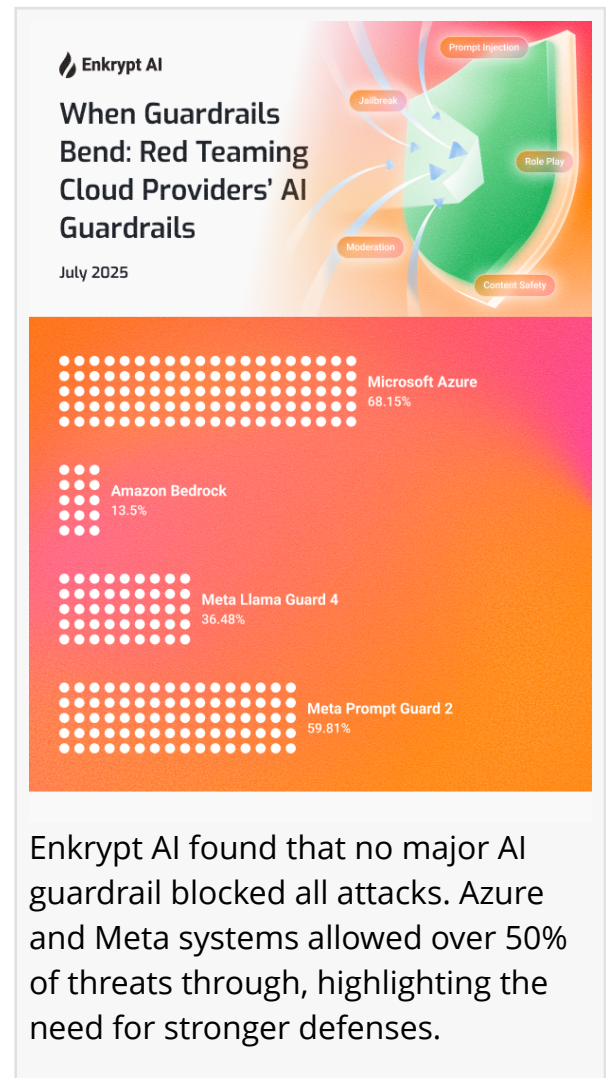 Enkrypt AI
When Guardrails
Bend: Red Teaming
Cloud Providers' AI
Guardrails
July 2025
Prompt Injection
Jailbreak
Role Play
Moderation
Content Safety
Microsoft Azure
68.15%
Amazon Bedrock
13.5%
Meta Llama Guard 4
36.48%
Meta Prompt Guard 2
59.81%
Enkrypt AI found that no major AI
guardrail blocked all attacks. Azure
and Meta systems allowed over 50%
of threats through, highlighting the
need for stronger defenses.